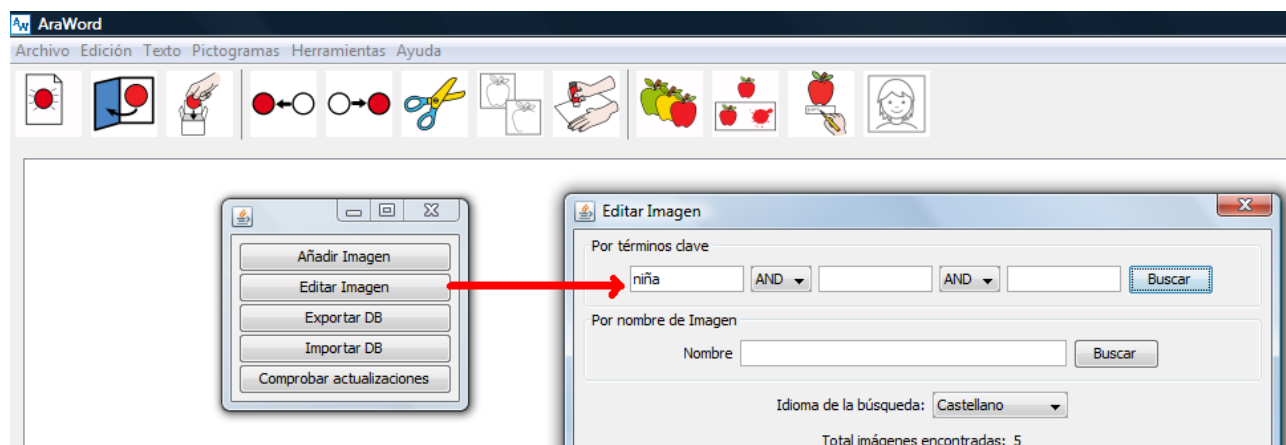 AraWord
Archivo Edición Texto Pictogramas Herramientas Ayuda
Añadir Imagen
Editar Imagen
Exportar DB
Importar DB
Comprobar actualizaciones
Editar Imagen
Por términos clave
niña AND AND Buscar
Por nombre de Imagen
Nombre Buscar
Idioma de la búsqueda: Castellano
Total imágenes encontradas: 5